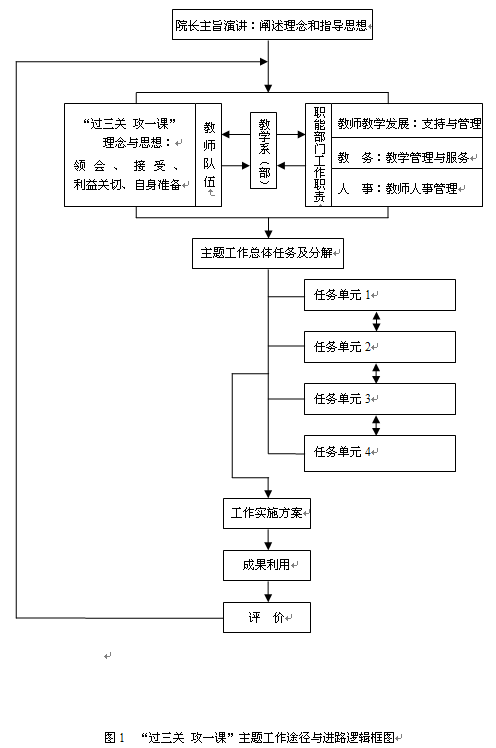 院长主旨演讲：阐述理念和指导思想
“过三关 攻一课”
理念与思想：
领会、接受、
利益关切、自身准备
教师队伍
教学系（部）
职能部门工作职责
教师教学发展：支持与管理
教 务：教学管理与服务
人 事：教师人事管理
主题工作总体任务及分解
任务单元 1
任务单元 2
任务单元 3
任务单元 4
工作实施方案
成果利用
评 价
图 1 “过三关 攻一课”主题工作途径与进路逻辑框图